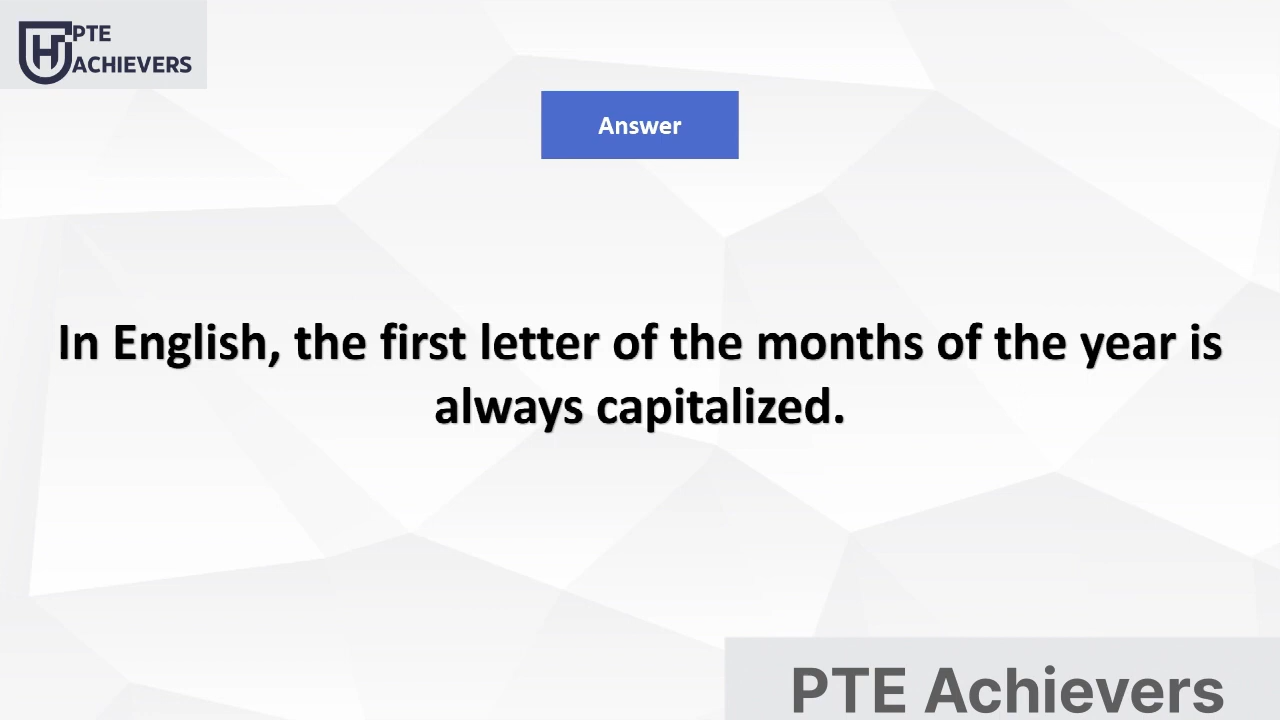 PTE
ACHIEVERS
Answer
In English, the first letter of the months of the year is
always capitalized.
PTE Achievers